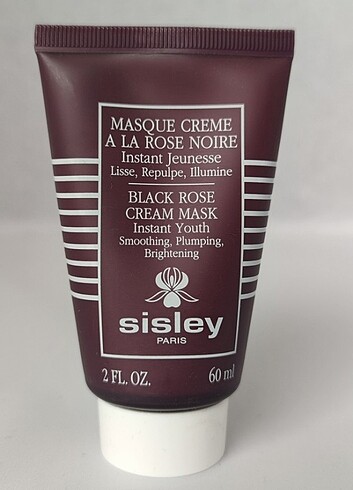 MASQUE CREME
A LA ROSE NOIRE
Instant Jeunesse
Lisse, Repulpe, Illumine
BLACK ROSE
CREAM MASK
Instant Youth
Smoothing, Plumping,
Brightening
sisley
PARIS
2 FL. OZ. 60 ml